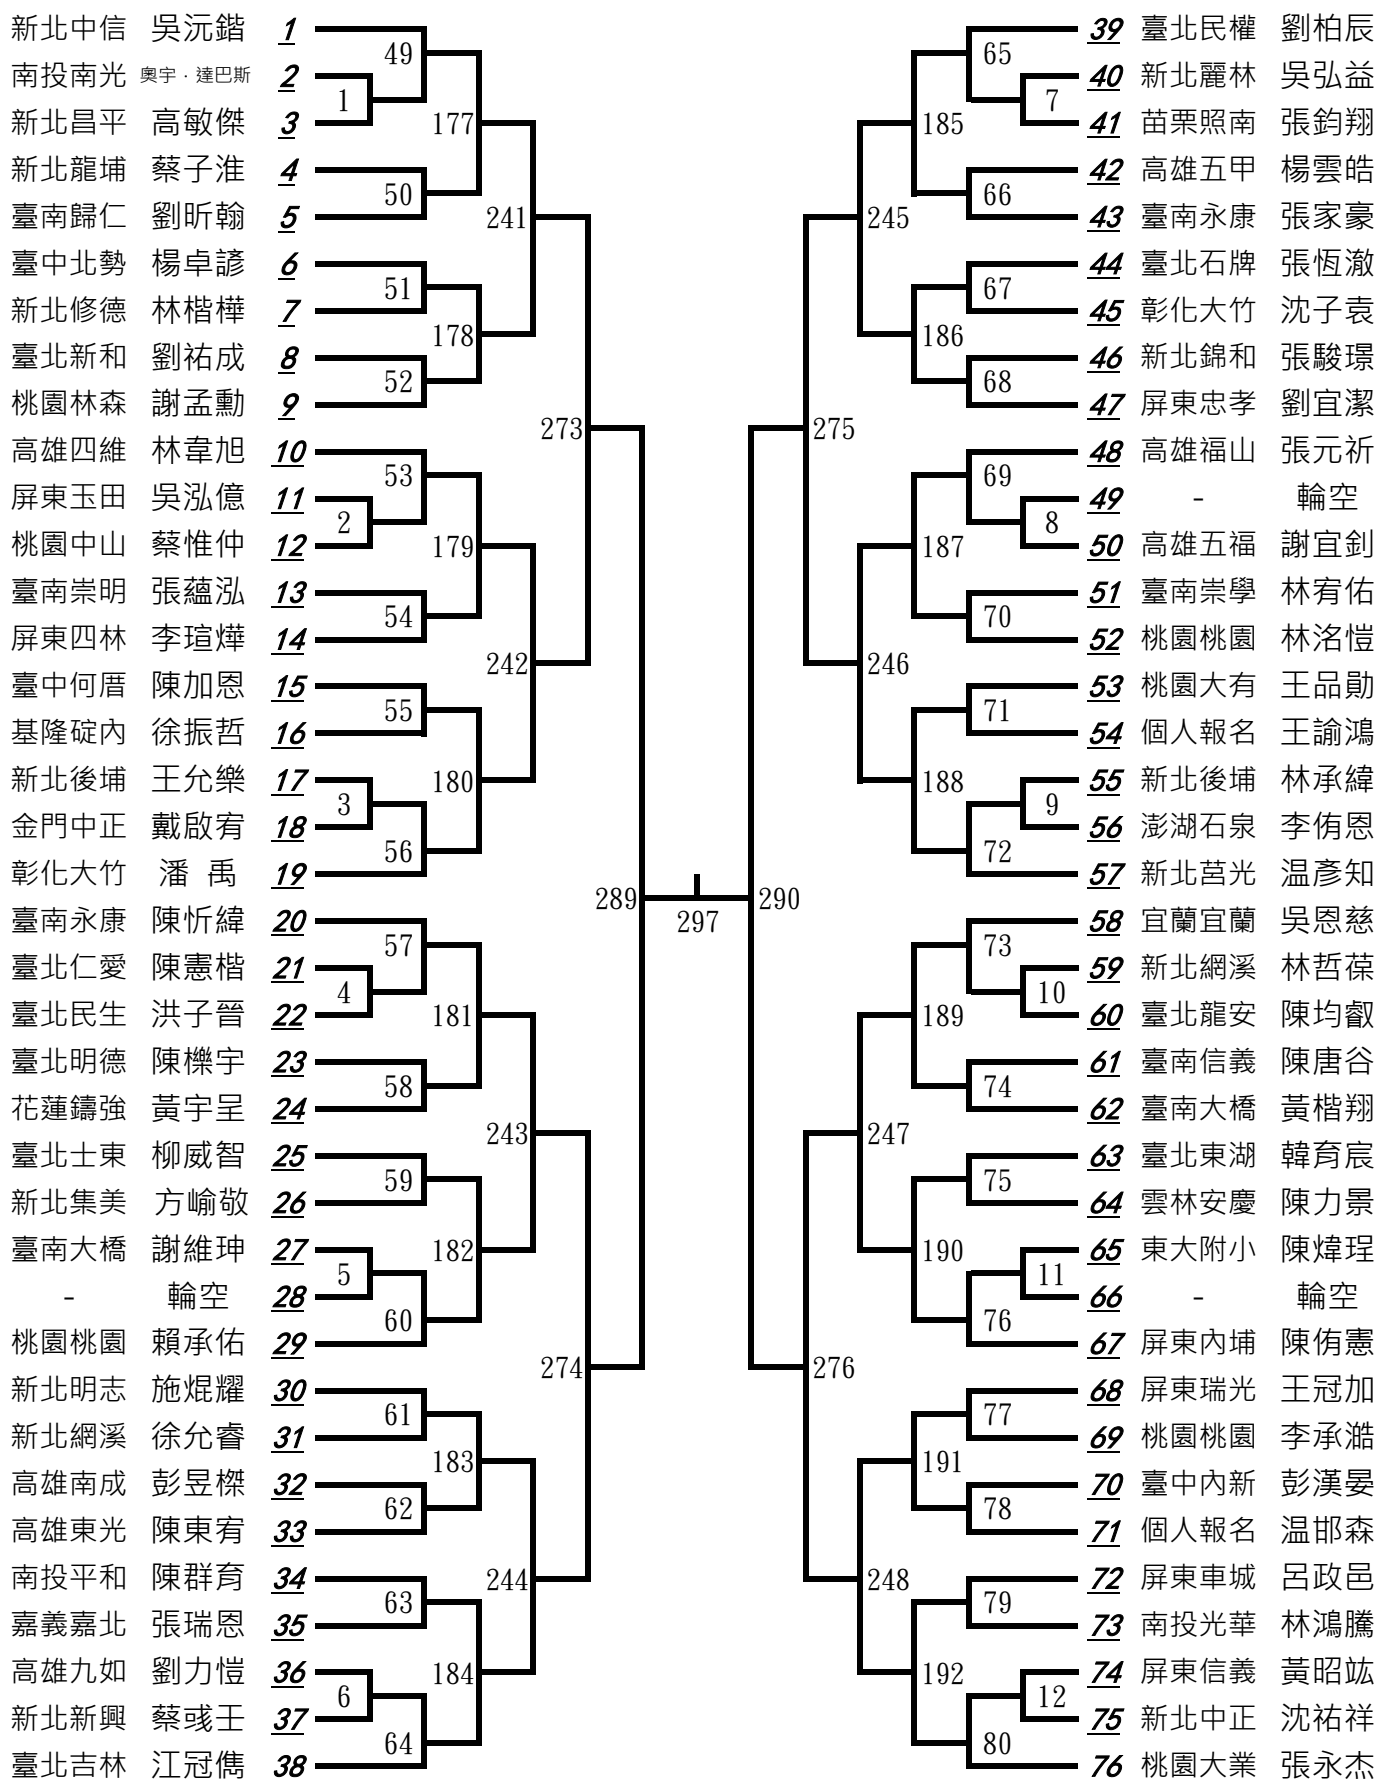 新北中信 吳沅鍇 1
南投南光 奧宇·達巴斯 2
新北昌平 高敏傑 3
新北龍埔 蔡子淮 4
臺南歸仁 劉昕翰 5
臺中北勢 楊卓諺 6
新北修德 林楷樺 7
臺北新和 劉祐成 8
桃園林森 謝孟勳 9
高雄四維 林韋旭 10
屏東玉田 吳泓億 11
桃園中山 蔡惟仲 12
臺南崇明 張蘊泓 13
屏東四林 李瑄燁 14
臺中何厝 陳加恩 15
基隆碇內 徐振哲 16
新北後埔 王允樂 17
金門中正 戴啟宥 18
彰化大竹 潘 禹 19
臺南永康 陳忻緯 20
臺北仁愛 陳憲楷 21
臺北民生 洪子晉 22
臺北明德 陳櫟宇 23
花蓮鑄強 黃宇呈 24
臺北士東 柳威智 25
新北集美 方崳敬 26
臺南大橋 謝維珅 27
- 輪空 28
桃園桃園 賴承佑 29
新北明志 施焜耀 30
新北網溪 徐允睿 31
高雄南成 彭昱榤 32
高雄東光 陳東宥 33
南投平和 陳群育 34
嘉義嘉北 張瑞恩 35
高雄九如 劉力愷 36
新北新興 蔡彧王 37
臺北吉林 江冠儁 38
1
2
3
4
5
6
49
50
51
52
53
54
55
56
57
58
59
60
61
62
63
64
177
178
179
180
181
182
183
184
241
242
243
244
273
274
289
297
290
275
276
245
246
247
248
185
186
187
188
189
190
191
192
65
66
67
68
69
70
71
72
73
74
75
76
77
78
79
80
7
8
9
10
11
12
39 臺北民權 劉柏辰
40 新北麗林 吳弘益
41 苗栗照南 張鈞翔
42 高雄五甲 楊雲皓
43 臺南永康 張家豪
44 臺北石牌 張恆澈
45 彰化大竹 沈子袁
46 新北錦和 張駿璟
47 屏東忠孝 劉宜潔
48 高雄福山 張元祈
49 - 輪空
50 高雄五福 謝宜釗
51 臺南崇學 林宥佑
52 桃園桃園 林洺愷
53 桃園大有 王品勛
54 個人報名 王諭鴻
55 新北後埔 林承緯
56 澎湖石泉 李侑恩
57 新北莒光 温彥知
58 宜蘭宜蘭 吳恩慈
59 新北網溪 林哲葆
60 臺北龍安 陳均叡
61 臺南信義 陳唐谷
62 臺南大橋 黃楷翔
63 臺北東湖 韓育宸
64 雲林安慶 陳力景
65 東大附小 陳煒珵
66 - 輪空
67 屏東內埔 陳侑憲
68 屏東瑞光 王冠加
69 桃園桃園 李承澔
70 臺中內新 彭漢晏
71 個人報名 温邯森
72 屏東車城 呂政邑
73 南投光華 林鴻騰
74 屏東信義 黃昭竑
75 新北中正 沈祐祥
76 桃園大業 張永杰